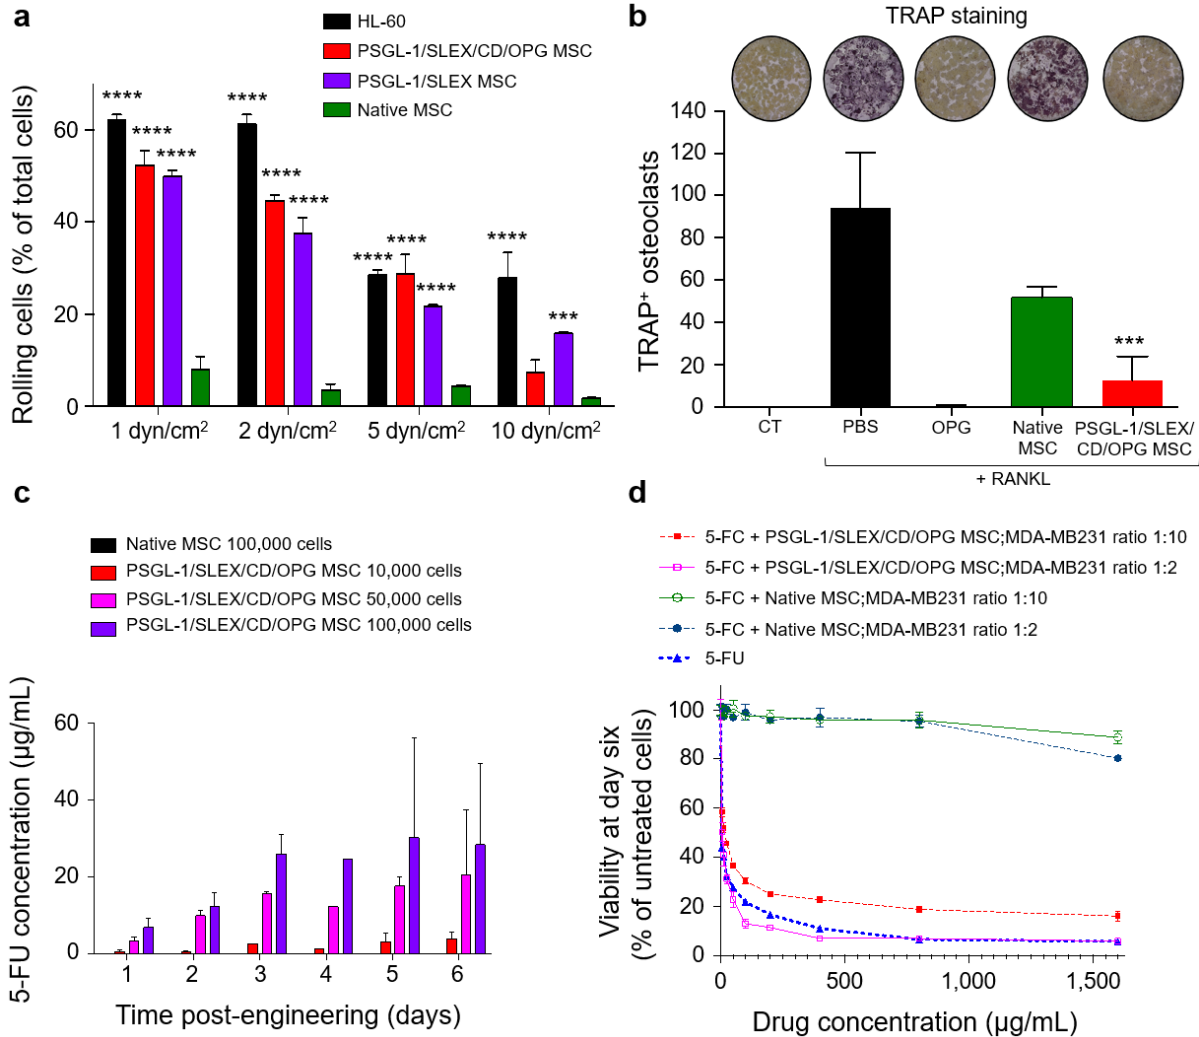 a
HL-60
PSGL-1/SLEX/CD/OPG MSC
PSGL-1/SLEX MSC
Native MSC
Rolling cells (% of total cells)
60
40
20
0
****
****
****
****
****
****
****
****
****
****
***
1 dyn/cm²
2 dyn/cm²
5 dyn/cm²
10 dyn/cm²
b
TRAP staining
TRAP⁺ osteoclasts
140
120
100
80
60
40
20
0
***
CT
PBS
OPG
Native
MSC
PSGL-1/SLEX/
CD/OPG MSC
+ RANKL
c
Native MSC 100,000 cells
PSGL-1/SLEX/CD/OPG MSC 10,000 cells
PSGL-1/SLEX/CD/OPG MSC 50,000 cells
PSGL-1/SLEX/CD/OPG MSC 100,000 cells
5-FU concentration (µg/mL)
60
40
20
0
1
2
3
4
5
6
Time post-engineering (days)
d
5-FC + PSGL-1/SLEX/CD/OPG MSC;MDA-MB231 ratio 1:10
5-FC + PSGL-1/SLEX/CD/OPG MSC;MDA-MB231 ratio 1:2
5-FC + Native MSC;MDA-MB231 ratio 1:10
5-FC + Native MSC;MDA-MB231 ratio 1:2
5-FU
Viability at day six
(% of untreated cells)
100
80
60
40
20
0
0
500
1,000
1,500
Drug concentration (µg/mL)